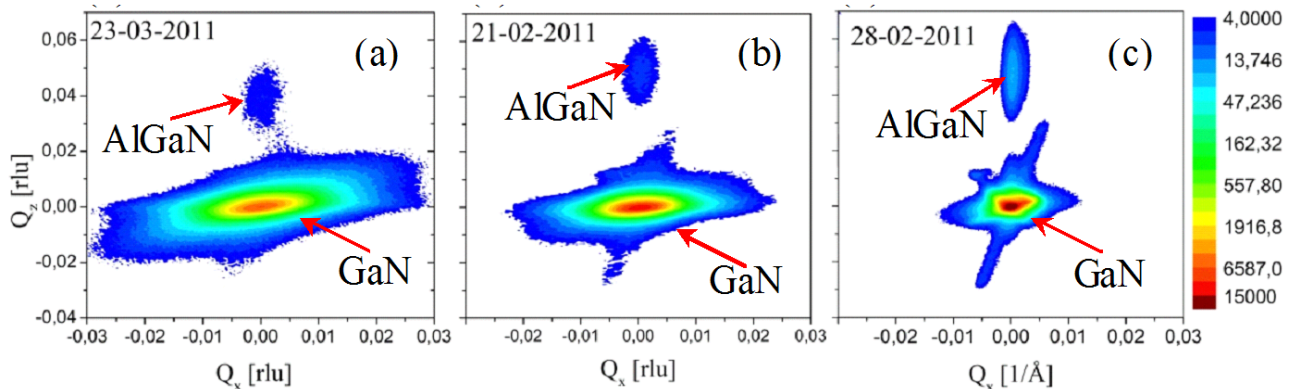 23-03-2011
(a)
AlGaN
GaN
0,06
0,04
0,02
0,00
-0,02
-0,04
Q_z [rlu]
-0,03 -0,02 -0,01 0,00 0,01 0,02 0,03
Q_x [rlu]
21-02-2011
(b)
AlGaN
GaN
-0,02 -0,01 0,00 0,01 0,02 0,03
Q_x [rlu]
28-02-2011
(c)
AlGaN
GaN
-0,03 -0,02 -0,01 0,00 0,01 0,02 0,03
Q_x [1/Å]
4,0000
13,746
47,236
162,32
557,80
1916,8
6587,0
15000